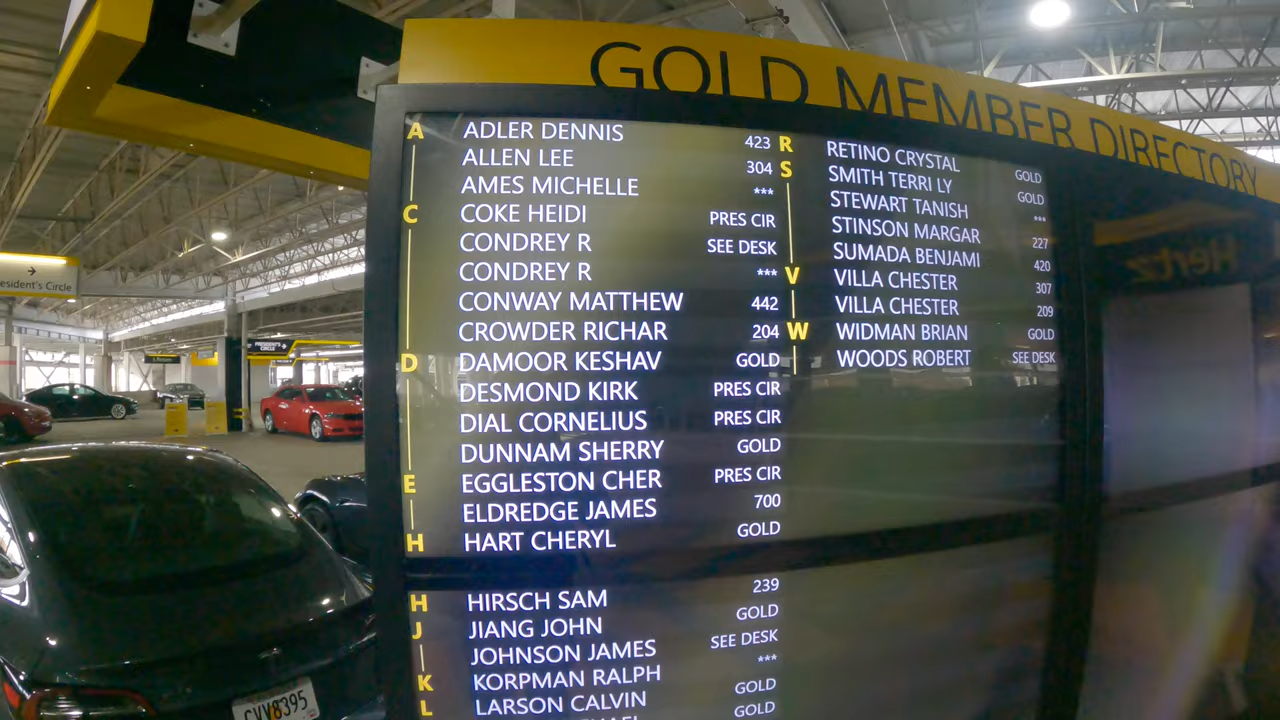 GOLD MEMBER DIRECTORY
A ADLER DENNIS 423
ALLEN LEE 304
AMES MICHELLE ***
C COKE HEIDI PRES CIR
CONDREY R SEE DESK
CONDREY R ***
CONWAY MATTHEW 442
CROWDER RICHAR 204
D DAMOOR KESHAV GOLD
DESMOND KIRK PRES CIR
DIAL CORNELIUS PRES CIR
DUNNAM SHERRY GOLD
E EGGLESTON CHER PRES CIR
ELDREDGE JAMES 700
H HART CHERYL GOLD
H HIRSCH SAM 239
J JIANG JOHN GOLD
JOHNSON JAMES SEE DESK
K KORPMAN RALPH ***
L LARSON CALVIN GOLD
GOLD
R RETINO CRYSTAL GOLD
S SMITH TERRI LY GOLD
STEWART TANISH ***
STINSON MARGAR 227
SUMADA BENJAMI 420
V VILLA CHESTER 307
VILLA CHESTER 209
W WIDMAN BRIAN GOLD
WOODS ROBERT SEE DESK
Hertz
esident's Circle
PRESIDENT'S
CIRCLE